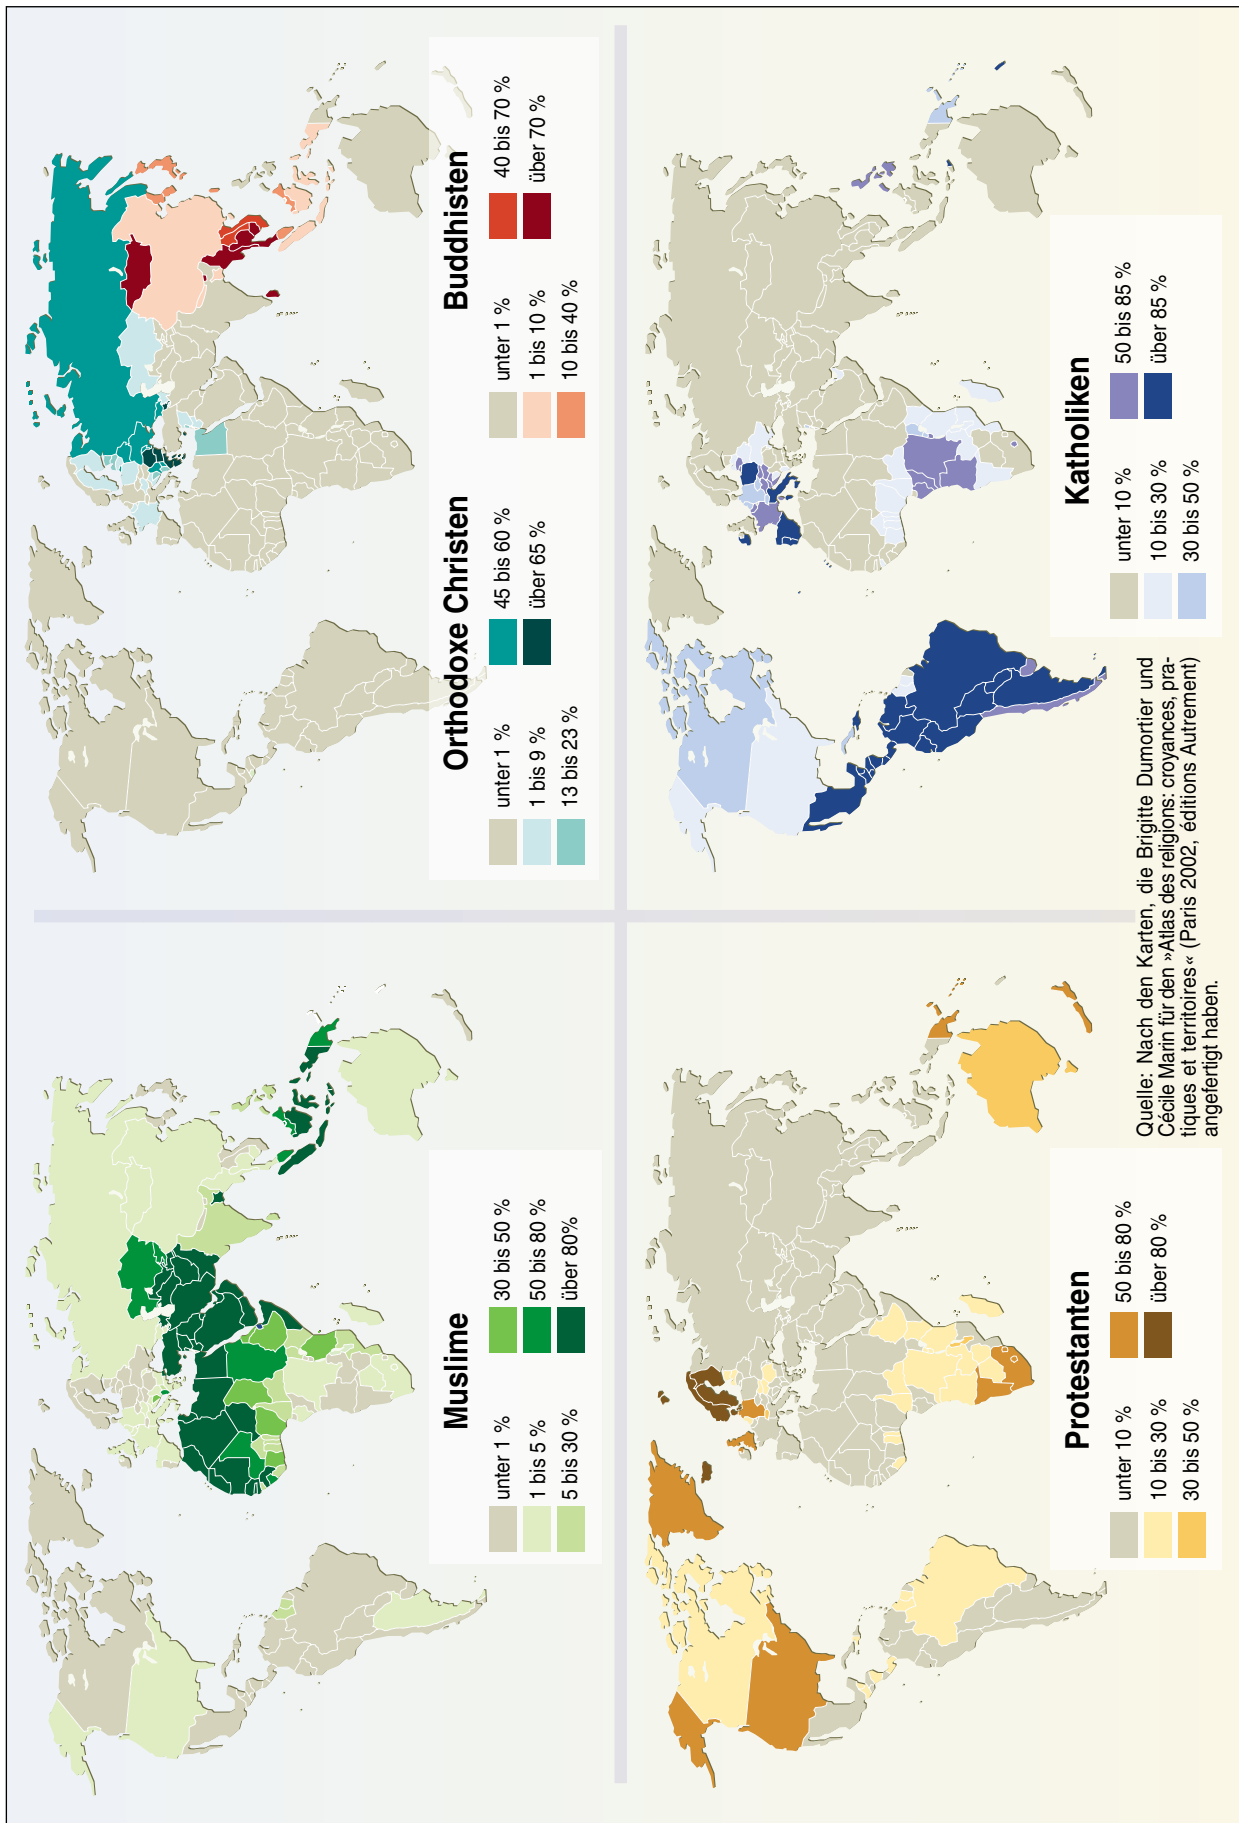 Muslime
unter 1 %
1 bis 5 %
5 bis 30 %
30 bis 50 %
50 bis 80 %
über 80%
Orthodoxe Christen
unter 1 %
1 bis 9 %
13 bis 23 %
45 bis 60 %
über 65 %
Buddhisten
unter 1 %
1 bis 10 %
10 bis 40 %
40 bis 70 %
über 70 %
Protestanten
unter 10 %
10 bis 30 %
30 bis 50 %
50 bis 80 %
über 80 %
Katholiken
unter 10 %
10 bis 30 %
30 bis 50 %
50 bis 85 %
über 85 %
Quelle: Nach den Karten, die Brigitte Dumortier und
Cécile Marin für den »Atlas des religions: croyances, pra-
tiques et territoires« (Paris 2002, éditions Autrement)
angefertigt haben.